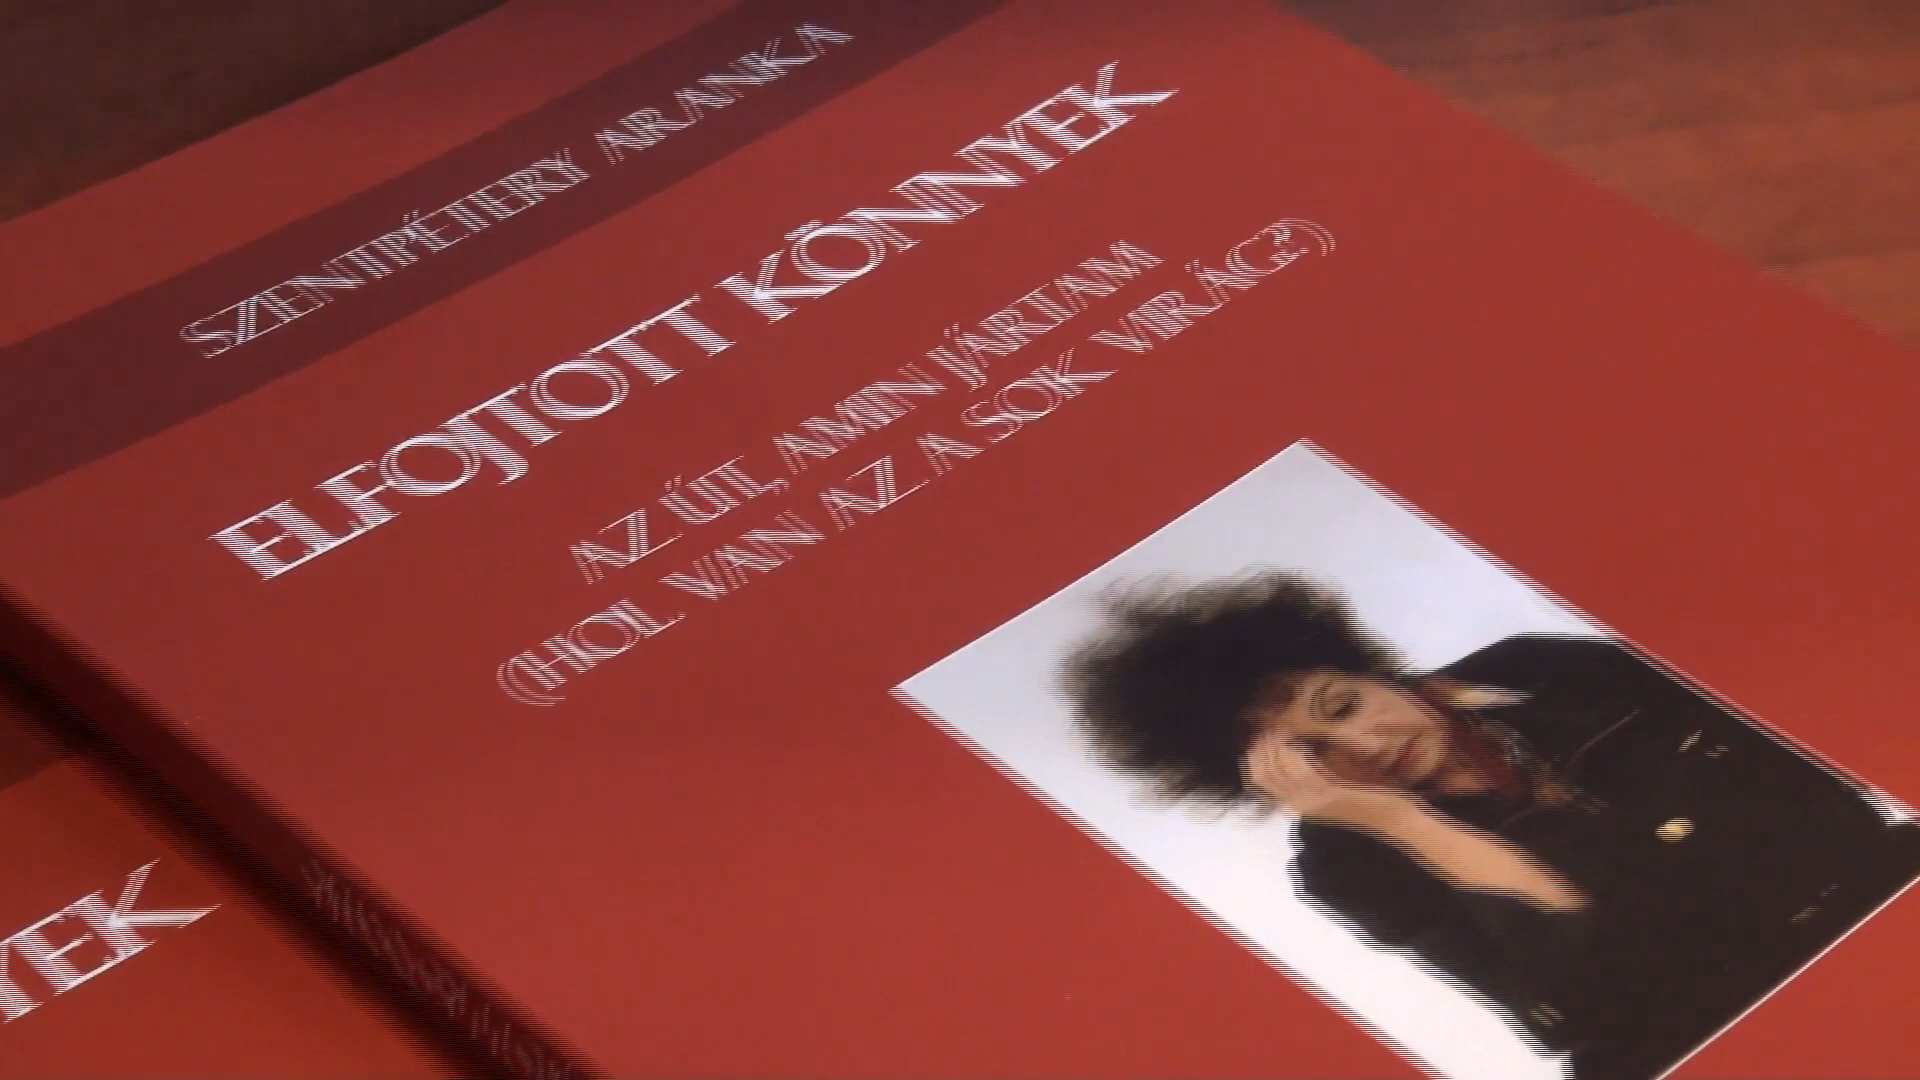 SZENTPÉTERY ARANKA
ELFOJTOTT KÖNNYEK
AZ ÚT, AMIN JÁRTAM
(HOL VAN AZ A SOK VIRÁG?)
YEK